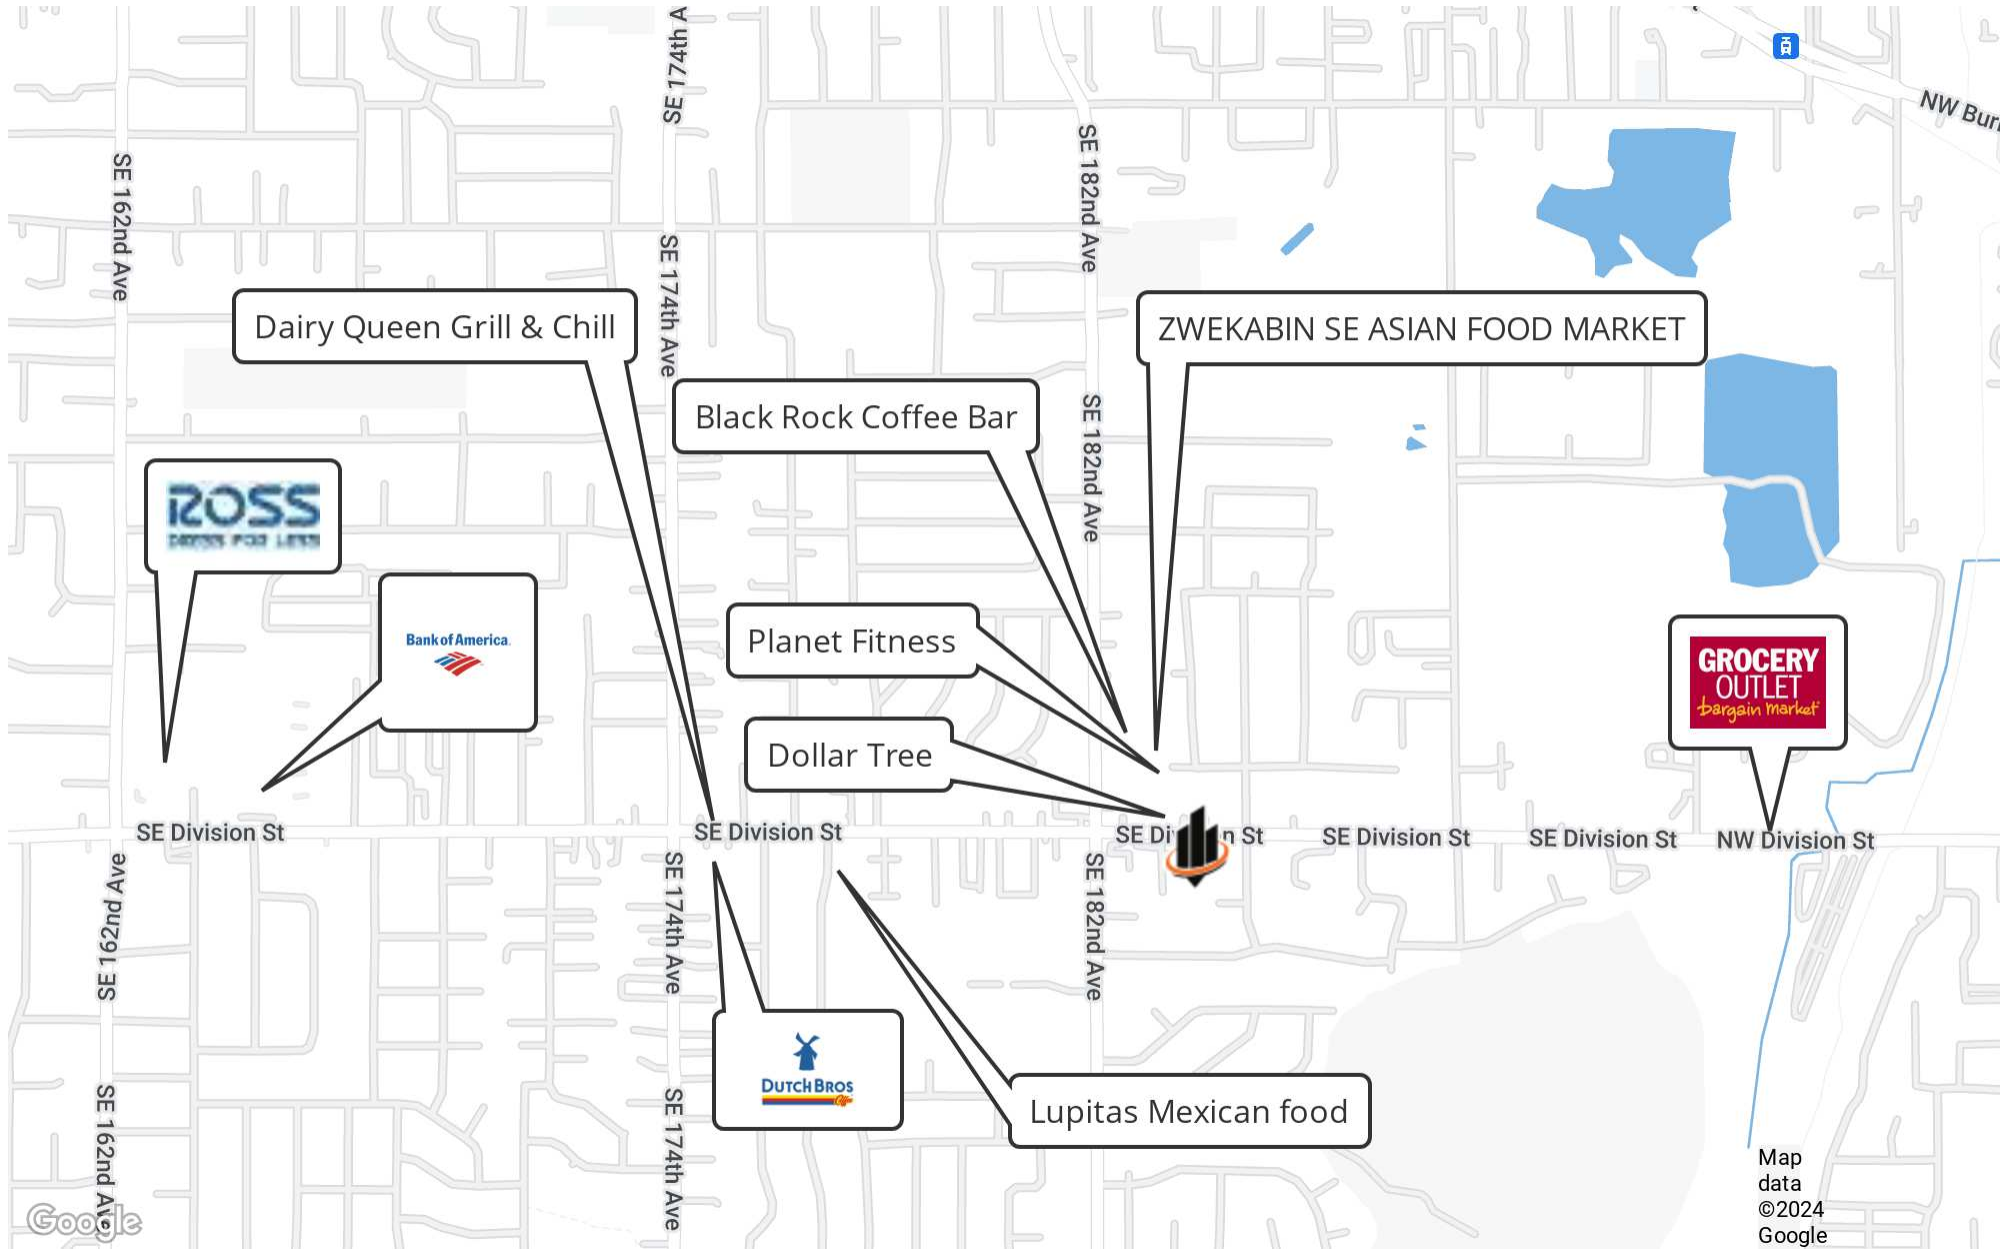 SE 174th A
NW Burn
SE 162nd Ave
SE 182nd Ave
SE 174th Ave
Dairy Queen Grill & Chill
ZWEKABIN SE ASIAN FOOD MARKET
Black Rock Coffee Bar
SE 182nd Ave
ROSS
DRESS FOR LESS
Bank of America
Planet Fitness
GROCERY
OUTLET
bargain market
Dollar Tree
SE Division St
SE Division St
SE Division St
SE Division St
NW Division St
SE 162nd Ave
SE 174th Ave
SE 182nd Ave
DUTCH BROS
Lupitas Mexican food
SE 162nd Ave
SE 174th Ave
Google
Map
data
©2024
Google